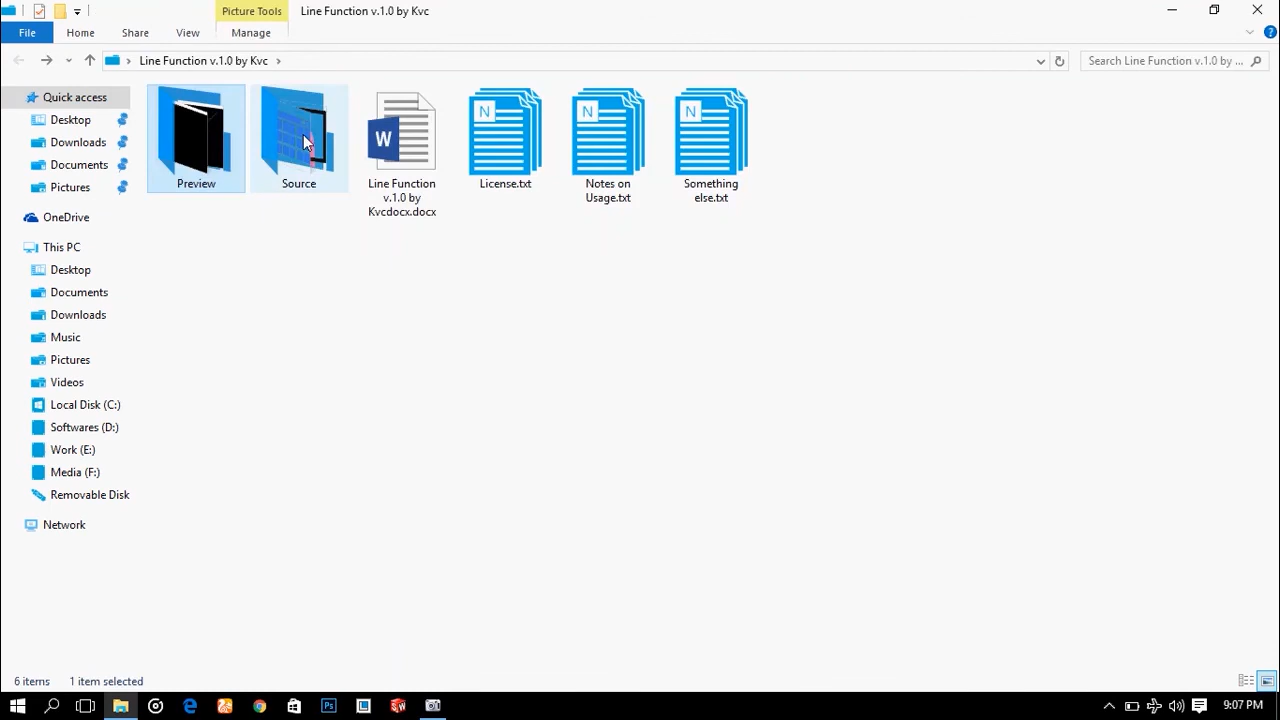 Picture Tools
Line Function v.1.0 by Kvc
File
Home
Share
View
Manage
Line Function v.1.0 by Kvc
Search Line Function v.1.0 by ...
Quick access
Desktop
Downloads
Documents
Pictures
OneDrive
This PC
Desktop
Documents
Downloads
Music
Pictures
Videos
Local Disk (C:)
Softwares (D:)
Work (E:)
Media (F:)
Removable Disk
Network
Preview
Source
W
Line Function
v.1.0 by
Kvcdocx.docx
N
License.txt
N
Notes on
Usage.txt
N
Something
else.txt
6 items
1 item selected
Ps
L
9:07 PM